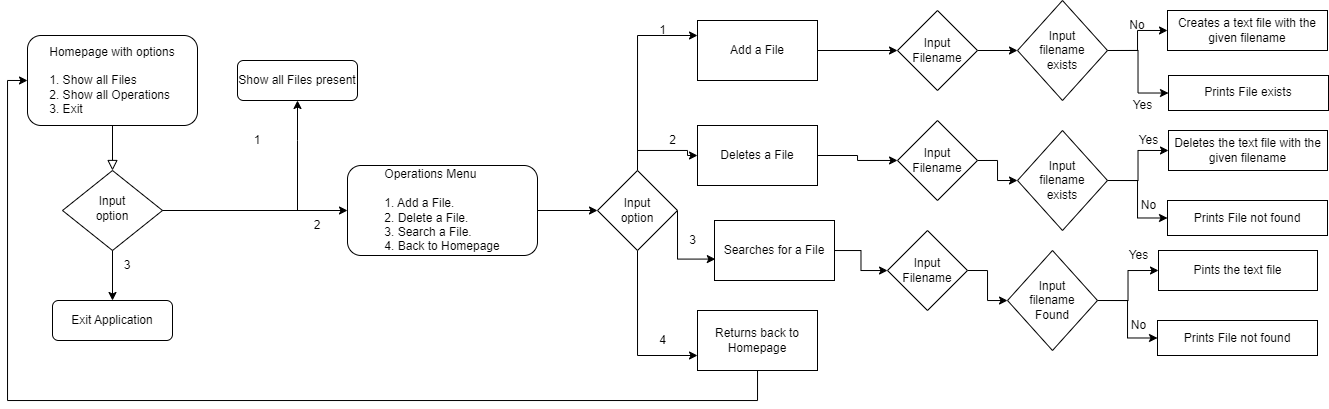 Homepage with options
1. Show all Files
2. Show all Operations
3. Exit
Input
option
3
Exit Application
Show all Files present
1
2
Operations Menu
1. Add a File.
2. Delete a File.
3. Search a File.
4. Back to Homepage
Input
option
1
Add a File
Input
Filename
Input
filename
exists
No
Creates a text file with the
given filename
Yes
Prints File exists
2
Deletes a File
Input
Filename
Input
filename
exists
Yes
Deletes the text file with the
given filename
No
Prints File not found
3
Searches for a File
Input
Filename
Input
filename
Found
Yes
Pints the text file
No
Prints File not found
4
Returns back to
Homepage